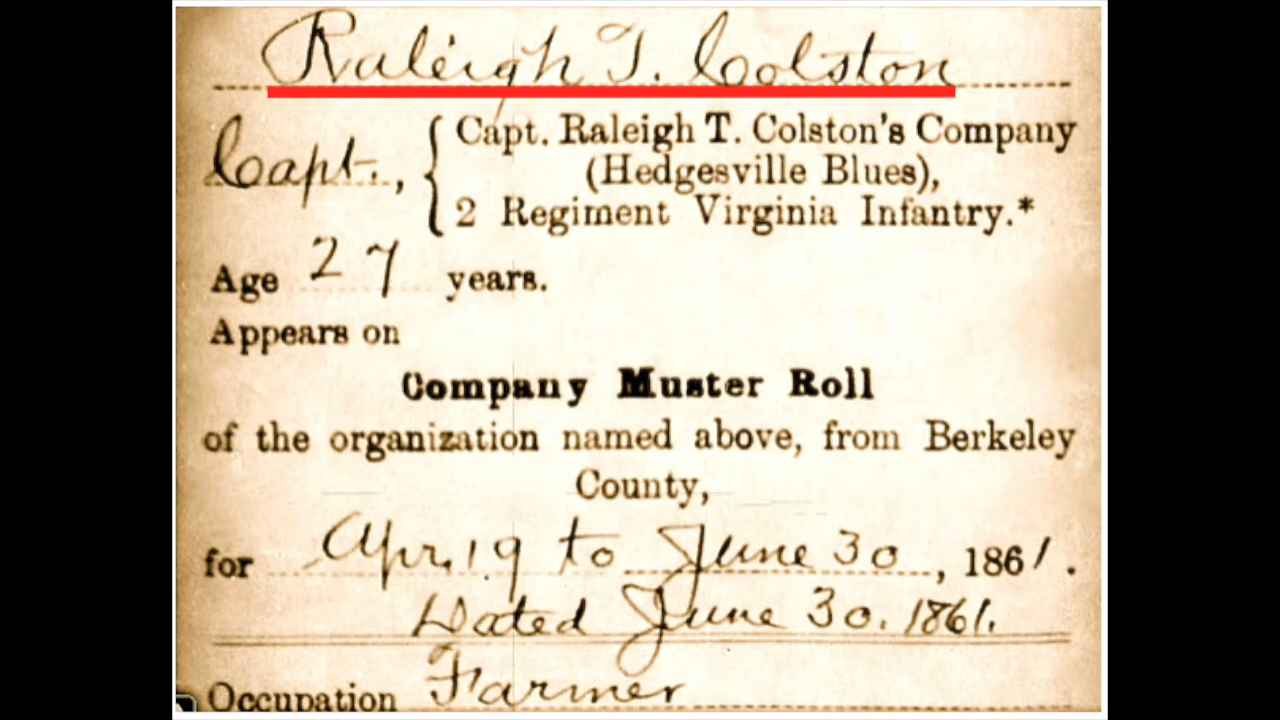 Raleigh T. Colston
Capt., { Capt. Raleigh T. Colston's Company
(Hedgesville Blues),
2 Regiment Virginia Infantry.*
Age 27 years.
Appears on
Company Muster Roll
of the organization named above, from Berkeley
County,
for Apr. 19 to June 30, 1861.
Dated June 30. 1861.
Occupation Farmer